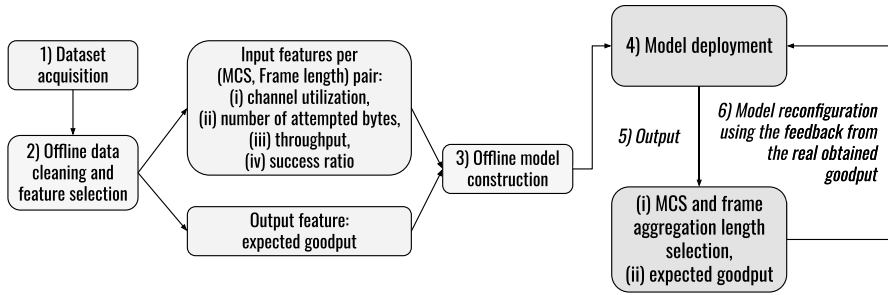 1) Dataset
acquisition
2) Offline data
cleaning and
feature selection
Input features per
(MCS, Frame length) pair:
(i) channel utilization,
(ii) number of attempted bytes,
(iii) throughput,
(iv) success ratio
Output feature:
expected goodput
3) Offline model
construction
4) Model deployment
5) Output
6) Model reconfiguration
using the feedback from
the real obtained
goodput
(i) MCS and frame
aggregation length
selection,
(ii) expected goodput